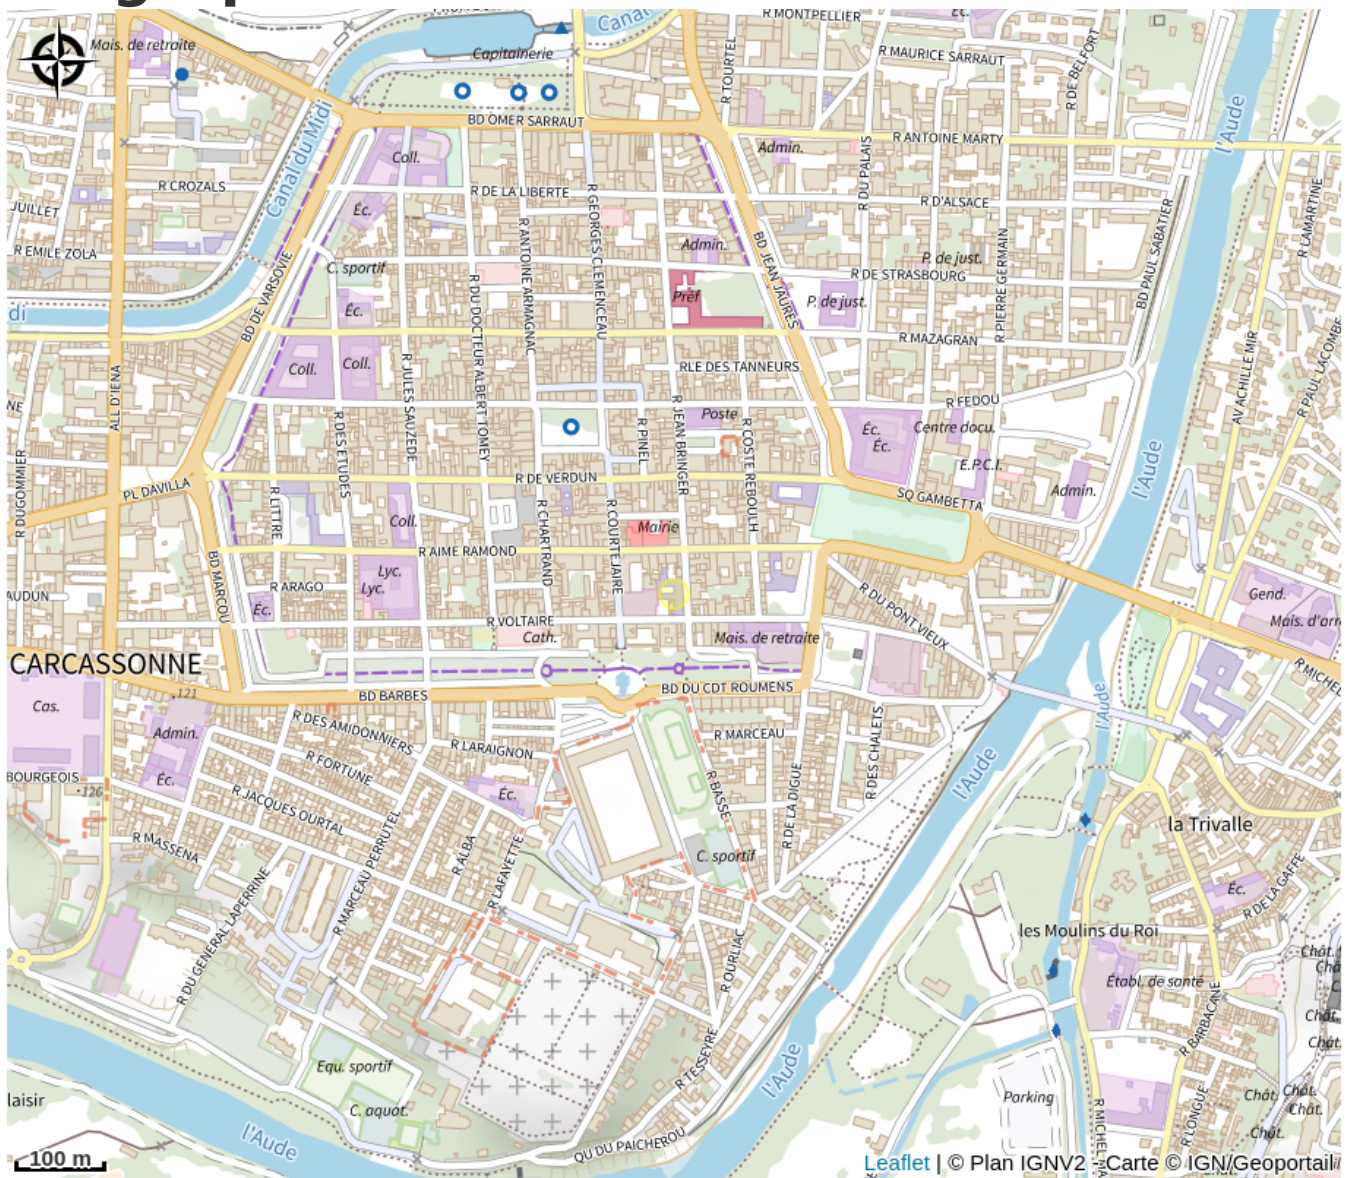 R MONTPELLIER
Éc.
Canal
Mais. de retraite
Capitainerie
R TOURTEL
R MAURICE SARRAUT
R DE BELFORT
l'Aude
Canal du Midi
BD OMER SARRAUT
R ANTOINE MARTY
Admin.
Coll.
R DU PALAIS
R CROZALS
R DE LA LIBERTE
R D'ALSACE
R LAMARTINE
JUILLET
Éc.
R GEORGES CLEMENCEAU
R ANTOINE ARMAGNAC
BD PAUL SABATIER
R EMILE ZOLA
Admin.
BD JEAN JAURES
R PIERRE GERMAIN
P. de just.
C. sportif
R DE STRASBOURG
BD DE VARSOVIE
R DU DOCTEUR ALBERT TOMEY
Préf
P. de just.
di
Éc.
R MAZAGRAN
AV ACHILLE MIR
R PAUL LACOMBE
Coll.
Coll.
RLE DES TANNEURS
ALL D'IENA
R JULES SAUZEDE
NE
R FEDOU
R DES ETUDES
Poste
R JEAN BRINGER
R PINEL
R COSTE REBOULH
Éc.
Éc.
Centre docu.
R DUGOMMIER
E.P.C.I.
l'Aude
R DE VERDUN
PL DAVILLA
SQ GAMBETTA
Admin.
R LITTRE
Coll.
R CHARTRAND
R COURTEJAIRE
Mairie
R AIME RAMOND
BD MARCOU
R ARAGO
Lyc.
Lyc.
AUDUN
Éc.
R DU PONT VIEUX
Gend.
R VOLTAIRE
Cath.
Mais. de retraite
Mais. d'arr
CARCASSONNE
R MICHEL
121
BD BARBES
BD DU CDT ROUMENS
l'Aude
Cas.
Admin.
R DES AMIDONNIERS
R LARAIGNON
R MARCEAU
R DES CHALETS
BOURGEOIS
Éc.
R FORTUNE
R BASSE
R DE LA DIGUE
l'Aude
126
R JACQUES OURTAL
Éc.
la Trivalle
R MASSENA
R MARCEAU PERRUTEL
R ALBA
R LAFAYETTE
C. sportif
R DU GENERAL LAPERRINE
Éc.
R DE LA GAFFE
les Moulins du Roi
R OURLIAC
Chât.
Établ. de santé
R BARBACANE
Chât.
Chât.
Equ. sportif
R TESSEYRE
l'Aude
laisir
C. aquat.
Parking
R LONGUE
Chât.
Chât.
Chât.
Chât.
l'Aude
QU DU PAICHEROU
100 m
Leaflet | © Plan IGNV2 - Carte © IGN/Geoportail